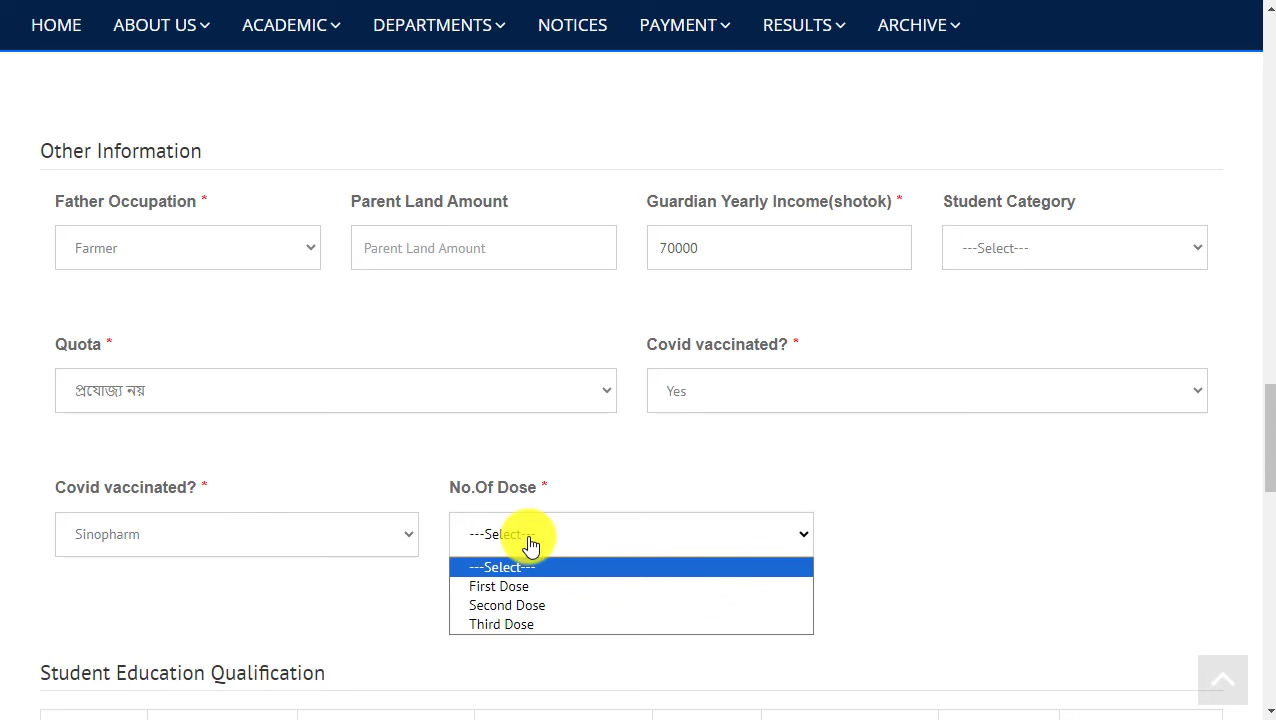 HOME ABOUT US ACADEMIC DEPARTMENTS NOTICES PAYMENT RESULTS ARCHIVE
Other Information
Father Occupation * Parent Land Amount Guardian Yearly Income(shotok) * Student Category
Farmer Parent Land Amount 70000 ---Select---
Quota * Covid vaccinated? *
প্রযোজ্য নয় Yes
Covid vaccinated? * No.Of Dose *
Sinopharm ---Select---
---Select---
First Dose
Second Dose
Third Dose
Student Education Qualification